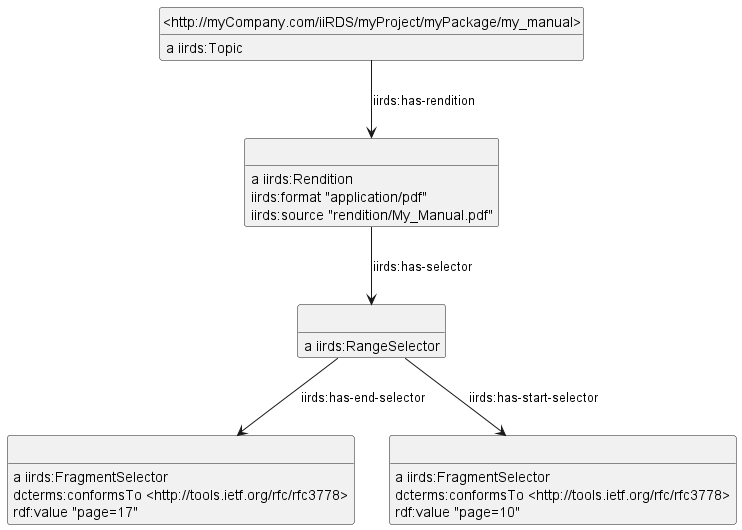 <http://myCompany.com/iiRDS/myProject/myPackage/my_manual>
a iirds:Topic
iirds:has-rendition
a iirds:Rendition
iirds:format "application/pdf"
iirds:source "rendition/My_Manual.pdf"
iirds:has-selector
a iirds:RangeSelector
iirds:has-end-selector
iirds:has-start-selector
a iirds:FragmentSelector
dcterms:conformsTo <http://tools.ietf.org/rfc/rfc3778>
rdf:value "page=17"
a iirds:FragmentSelector
dcterms:conformsTo <http://tools.ietf.org/rfc/rfc3778>
rdf:value "page=10"